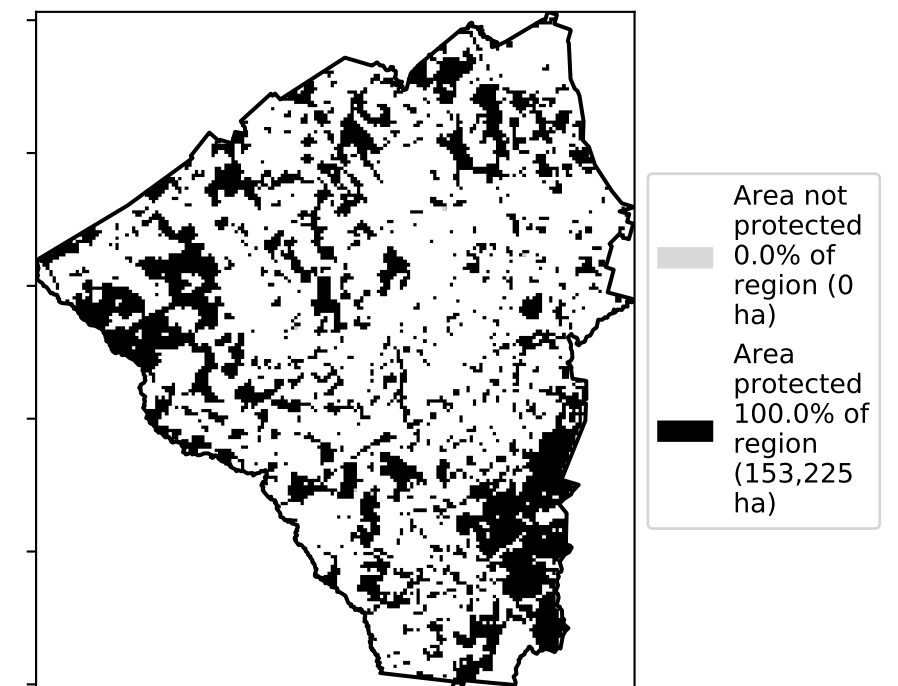 Area not
protected
0.0% of
region (0
ha)
Area
protected
100.0% of
region
(153,225
ha)